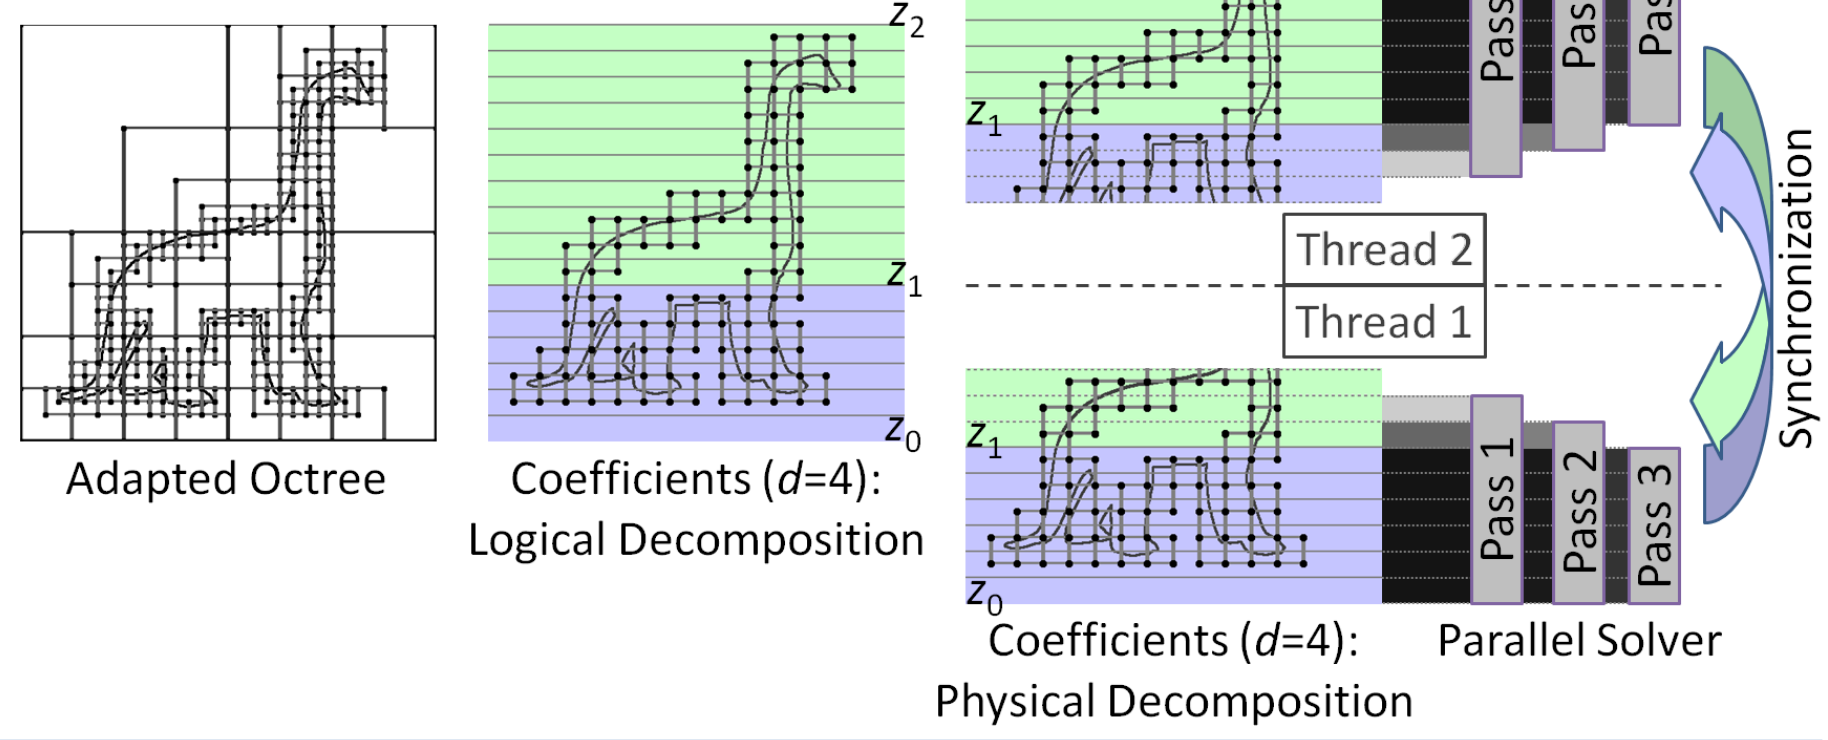 z2
z1
z0
Adapted Octree
Coefficients (d=4):
Logical Decomposition
z1
Pass
Pass
Pas
Thread 2
Thread 1
z1
z0
Pass 1
Pass 2
Pass 3
Synchronization
Coefficients (d=4):
Physical Decomposition
Parallel Solver